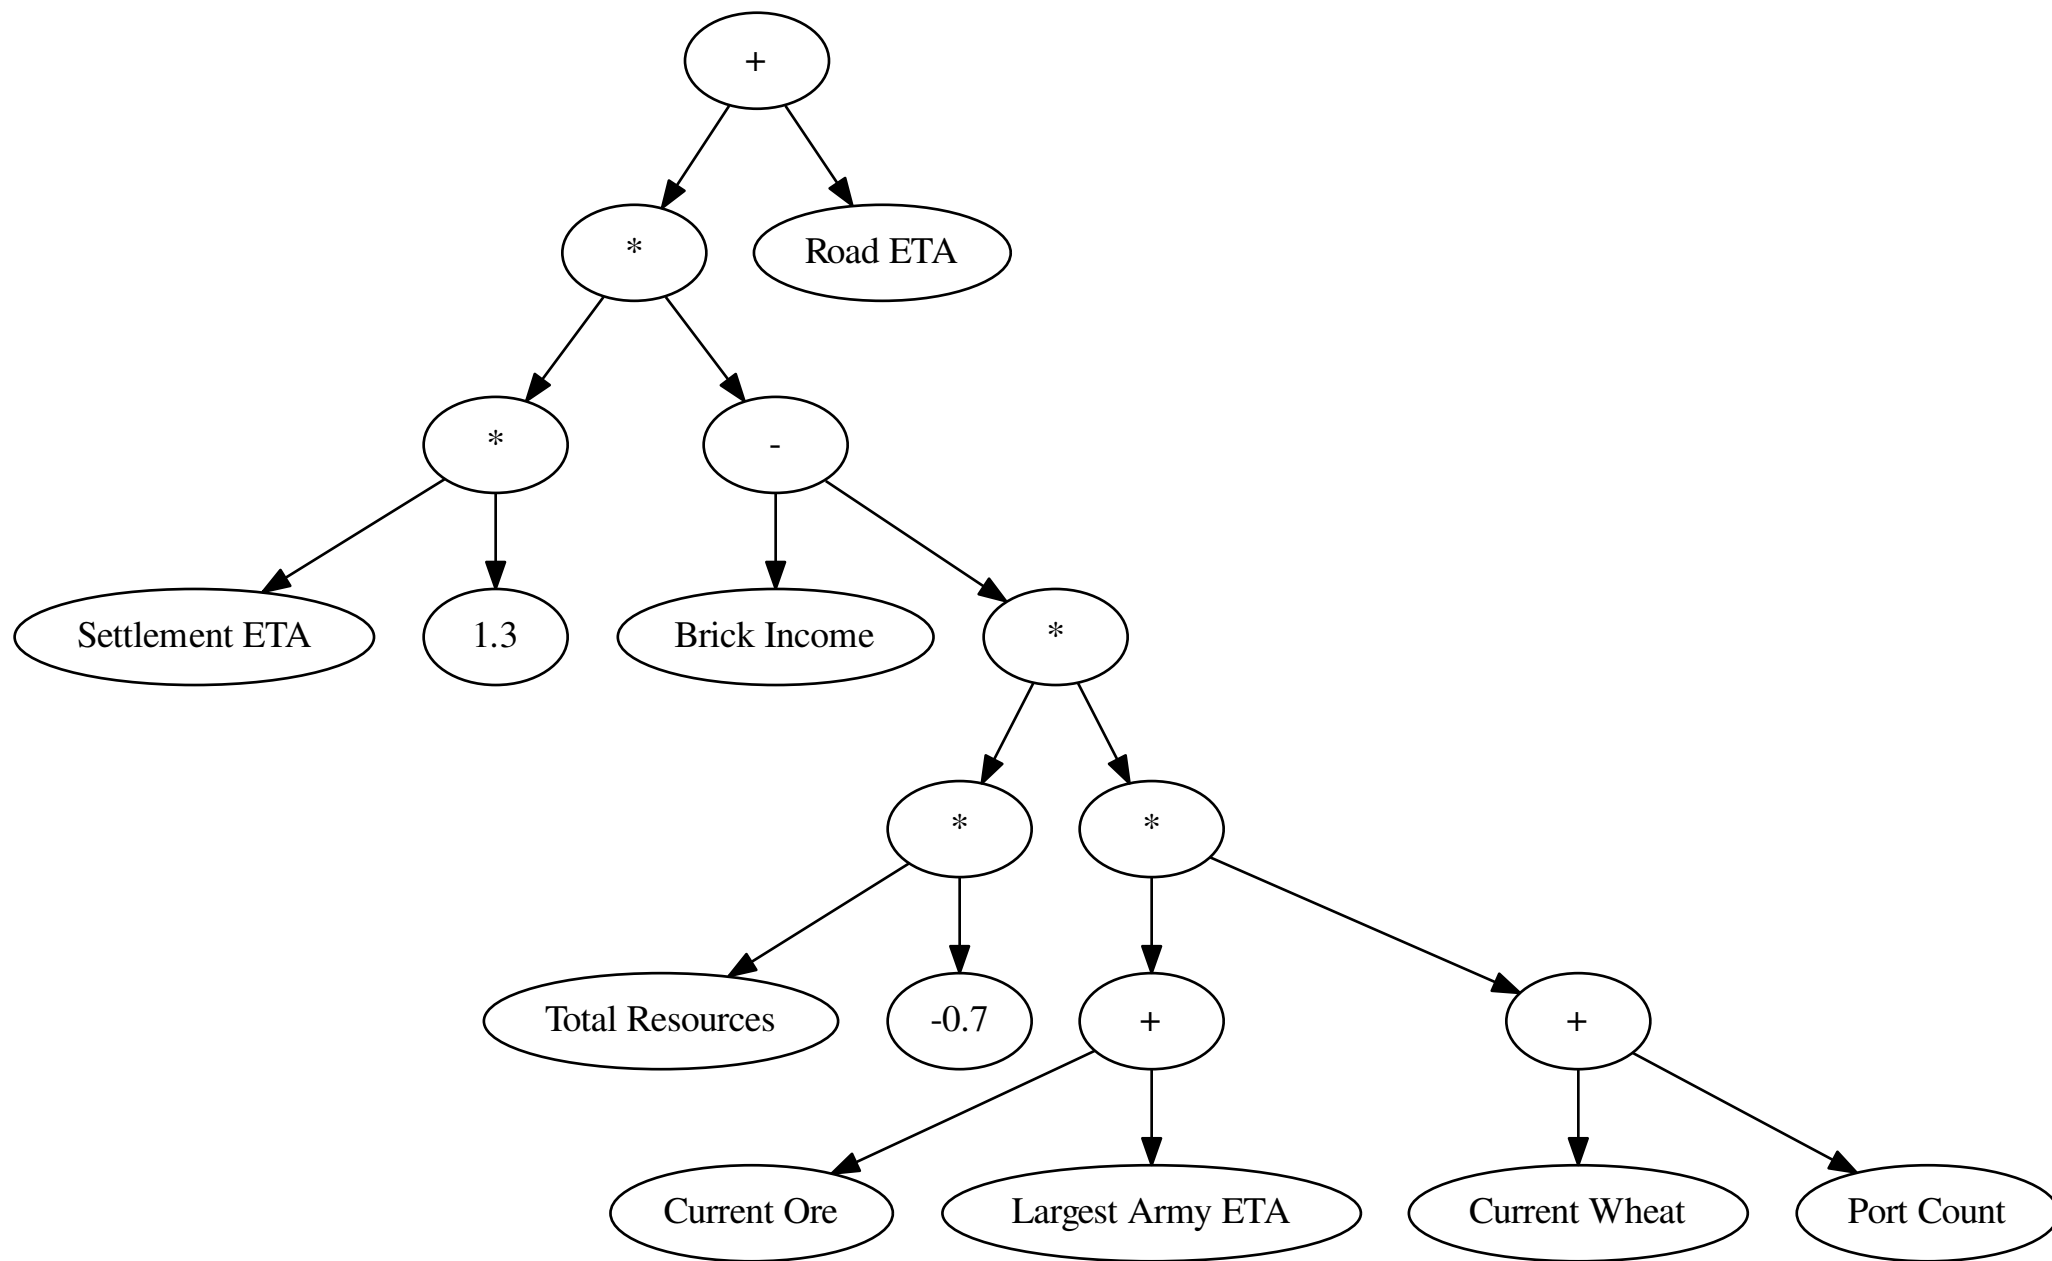 +
*
Road ETA
*
-
Settlement ETA
1.3
Brick Income
*
*
*
Total Resources
-0.7
+
+
Current Ore
Largest Army ETA
Current Wheat
Port Count